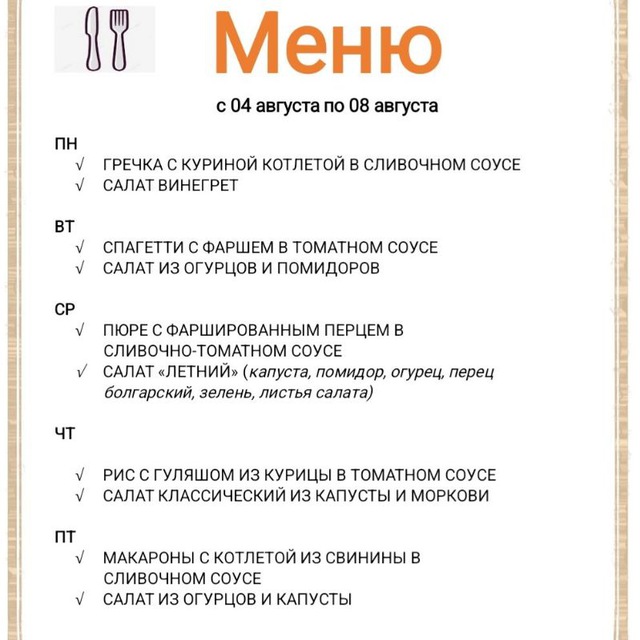 Меню
с 04 августа по 08 августа
ПН
√ ГРЕЧКА С КУРИНОЙ КОТЛЕТОЙ В СЛИВОЧНОМ СОУСЕ
√ САЛАТ ВИНЕГРЕТ
ВТ
√ СПАГЕТТИ С ФАРШЕМ В ТОМАТНОМ СОУСЕ
√ САЛАТ ИЗ ОГУРЦОВ И ПОМИДОРОВ
СР
√ ПЮРЕ С ФАРШИРОВАННЫМ ПЕРЦЕМ В
СЛИВОЧНО-ТОМАТНОМ СОУСЕ
√ САЛАТ «ЛЕТНИЙ» (капуста, помидор, огурец, перец
болгарский, зелень, листья салата)
ЧТ
√ РИС С ГУЛЯШОМ ИЗ КУРИЦЫ В ТОМАТНОМ СОУСЕ
√ САЛАТ КЛАССИЧЕСКИЙ ИЗ КАПУСТЫ И МОРКОВИ
ПТ
√ МАКАРОНЫ С КОТЛЕТОЙ ИЗ СВИНИНЫ В
СЛИВОЧНОМ СОУСЕ
√ САЛАТ ИЗ ОГУРЦОВ И КАПУСТЫ